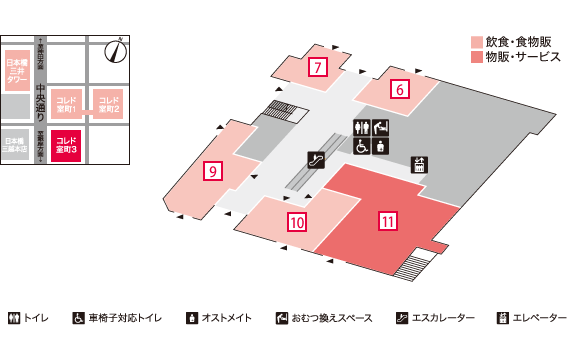 至神田方面
日本橋
三井
タワー
中央通り
コレド
室町1
コレド
室町2
日本橋
三越本店
至銀座方面
コレド
室町3
飲食・食物販
物販・サービス
7
6
9
10
11
トイレ
車椅子対応トイレ
オストメイト
おむつ換えスペース
エスカレーター
エレベーター